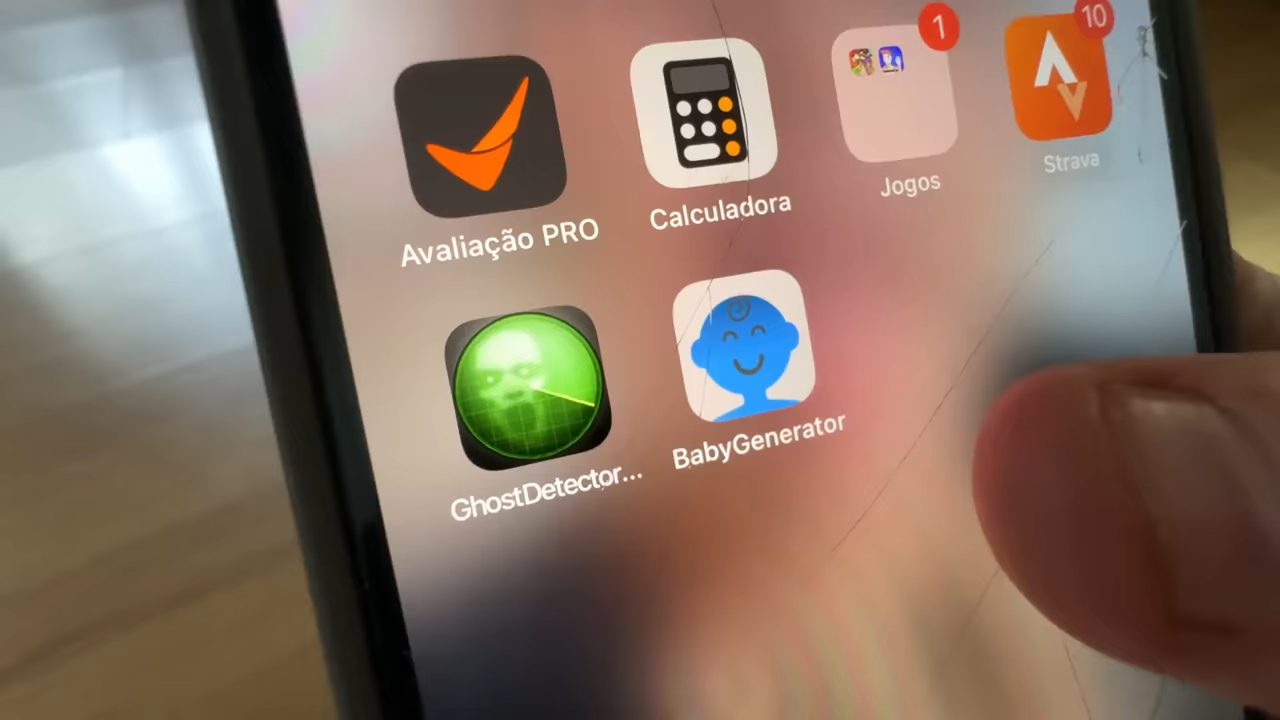 1
10
Avaliação PRO
Calculadora
Jogos
Strava
GhostDetector...
BabyGenerator